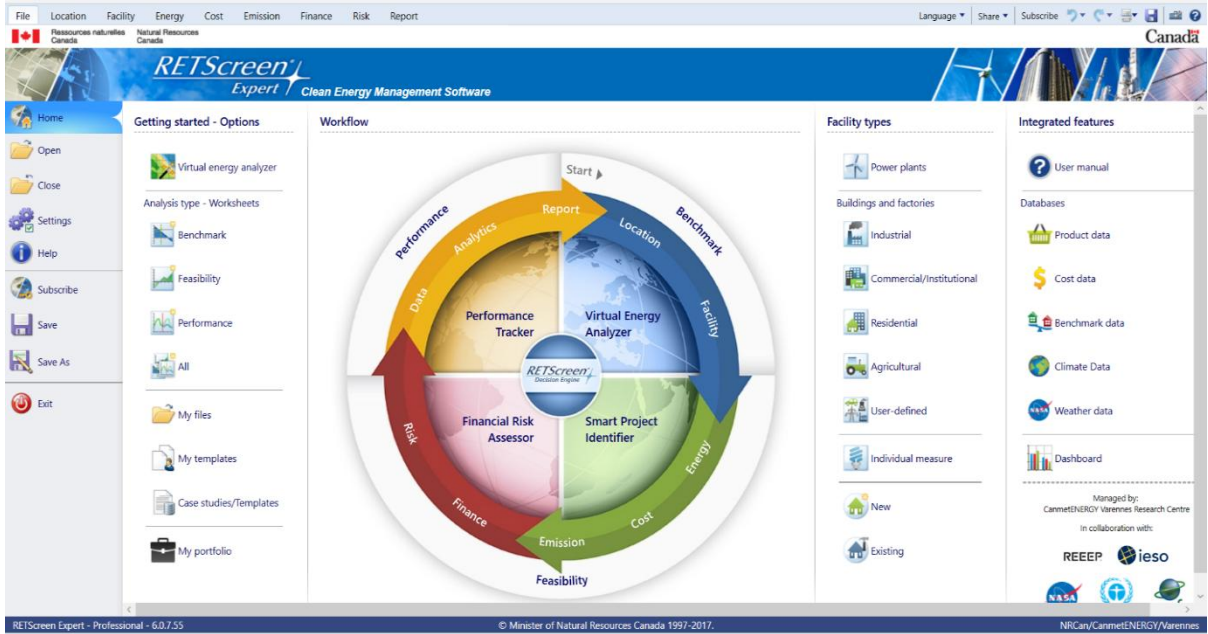 File Location Facility Energy Cost Emission Finance Risk Report Language Share Subscribe
Ressources naturelles Canada
Natural Resources Canada
Canada
RETScreen
Expert Clean Energy Management Software
Home
Open
Close
Settings
Help
Subscribe
Save
Save As
Exit
Getting started - Options
Virtual energy analyzer
Analysis type - Worksheets
Benchmark
Feasibility
Performance
All
My files
My templates
Case studies/Templates
My portfolio
Workflow
Start
Performance
Benchmark
Feasibility
Location
Facility
Energy
Cost
Emission
Finance
Risk
Data
Analytics
Report
Performance
Tracker
Virtual Energy
Analyzer
RETScreen
Decision Engine
Financial Risk
Assessor
Smart Project
Identifier
Facility types
Power plants
Buildings and factories
Industrial
Commercial/Institutional
Residential
Agricultural
User-defined
Individual measure
New
Existing
Integrated features
User manual
Databases
Product data
Cost data
Benchmark data
Climate Data
NASA
Weather data
Dashboard
Managed by:
CanmetENERGY Varennes Research Centre
In collaboration with:
REEEP ieso
NASA
RETScreen Expert - Professional - 6.0.7.55
© Minister of Natural Resources Canada 1997-2017.
NRCan/CanmetENERGY/Varennes